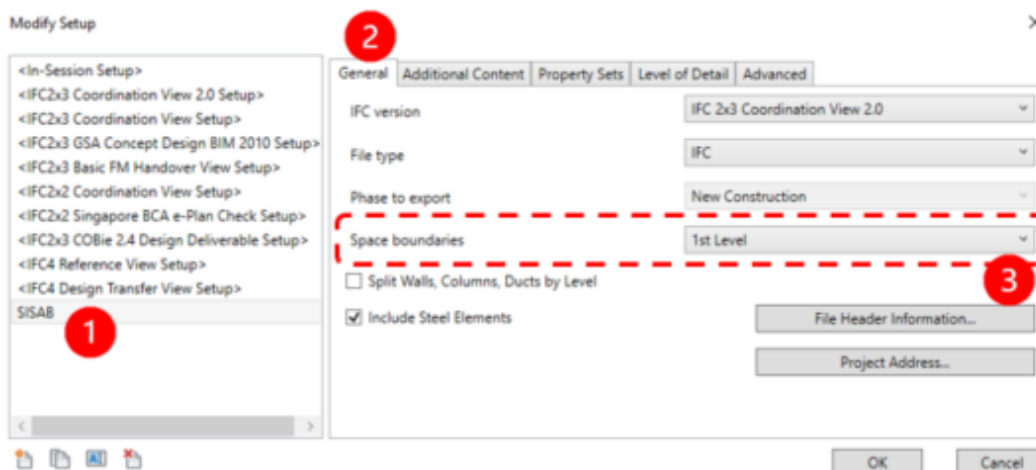 Modify Setup
2
<In-Session Setup>
<IFC2x3 Coordination View 2.0 Setup>
<IFC2x3 Coordination View Setup>
<IFC2x3 GSA Concept Design BIM 2010 Setup>
<IFC2x3 Basic FM Handover View Setup>
<IFC2x2 Coordination View Setup>
<IFC2x2 Singapore BCA e-Plan Check Setup>
<IFC2x3 COBie 2.4 Design Deliverable Setup>
<IFC4 Reference View Setup>
<IFC4 Design Transfer View Setup>
SISAB
1
General Additional Content Property Sets Level of Detail Advanced
IFC version IFC 2x3 Coordination View 2.0
File type IFC
Phase to export New Construction
Space boundaries 1st Level
3
Split Walls, Columns, Ducts by Level
Include Steel Elements
File Header Information...
Project Address...
OK Cancel